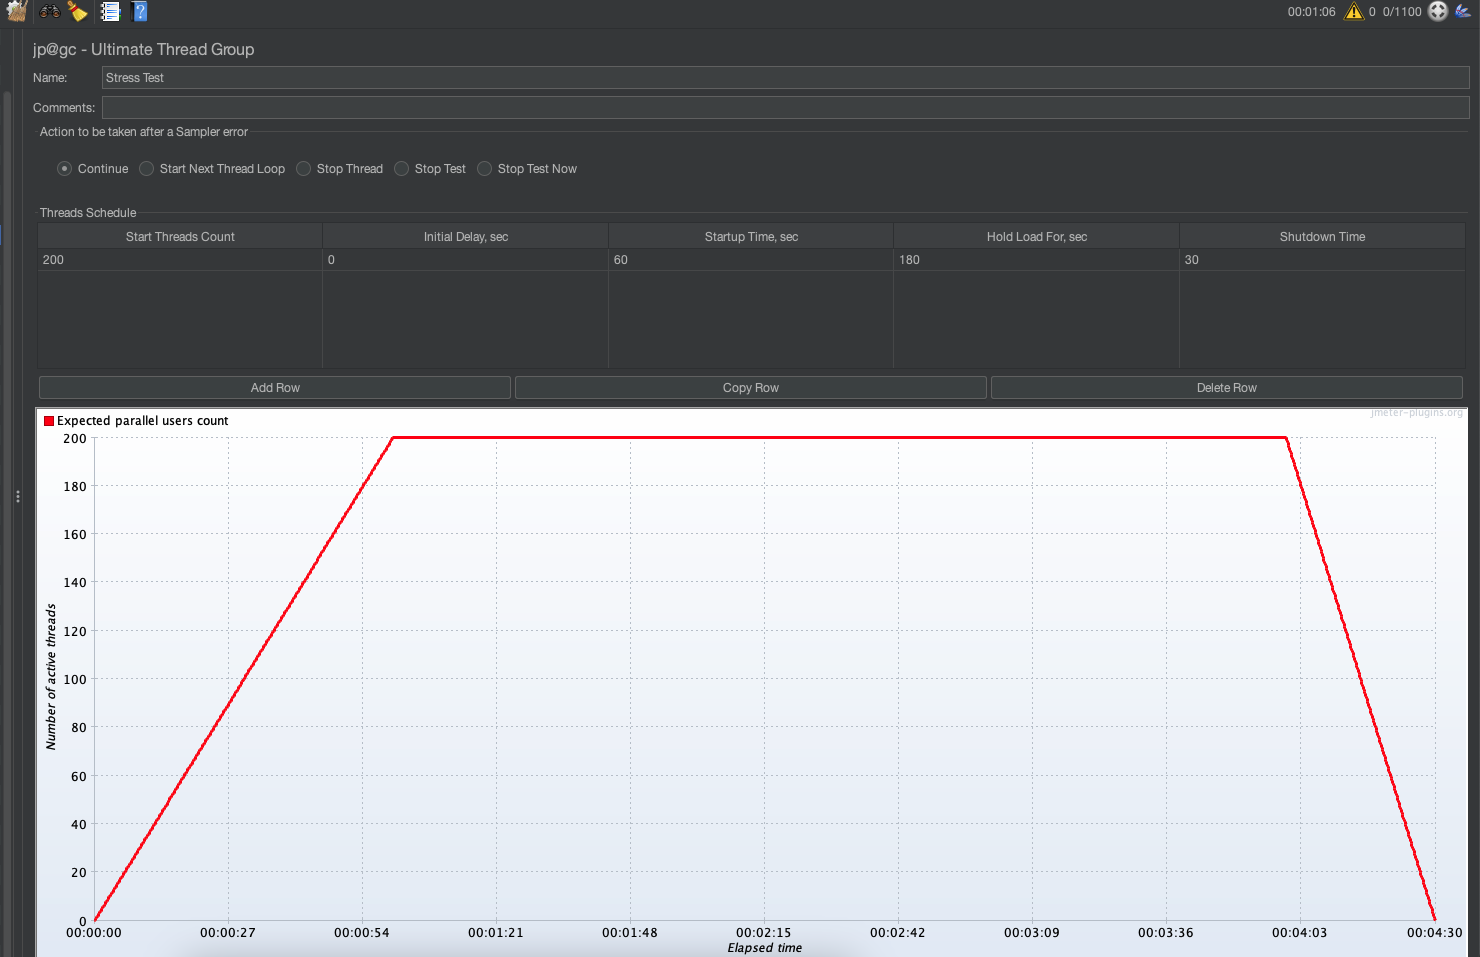 00:01:06 0 0/1100
jp@gc - Ultimate Thread Group
Name: Stress Test
Comments:
Action to be taken after a Sampler error
Continue Start Next Thread Loop Stop Thread Stop Test Stop Test Now
Threads Schedule
Start Threads Count Initial Delay, sec Startup Time, sec Hold Load For, sec Shutdown Time
200 0 60 180 30
Add Row Copy Row Delete Row
Expected parallel users count
jmeter-plugins.org
200
180
160
140
120
100
80
60
40
20
0
Number of active threads
00:00:00 00:00:27 00:00:54 00:01:21 00:01:48 00:02:15 00:02:42 00:03:09 00:03:36 00:04:03 00:04:30
Elapsed time